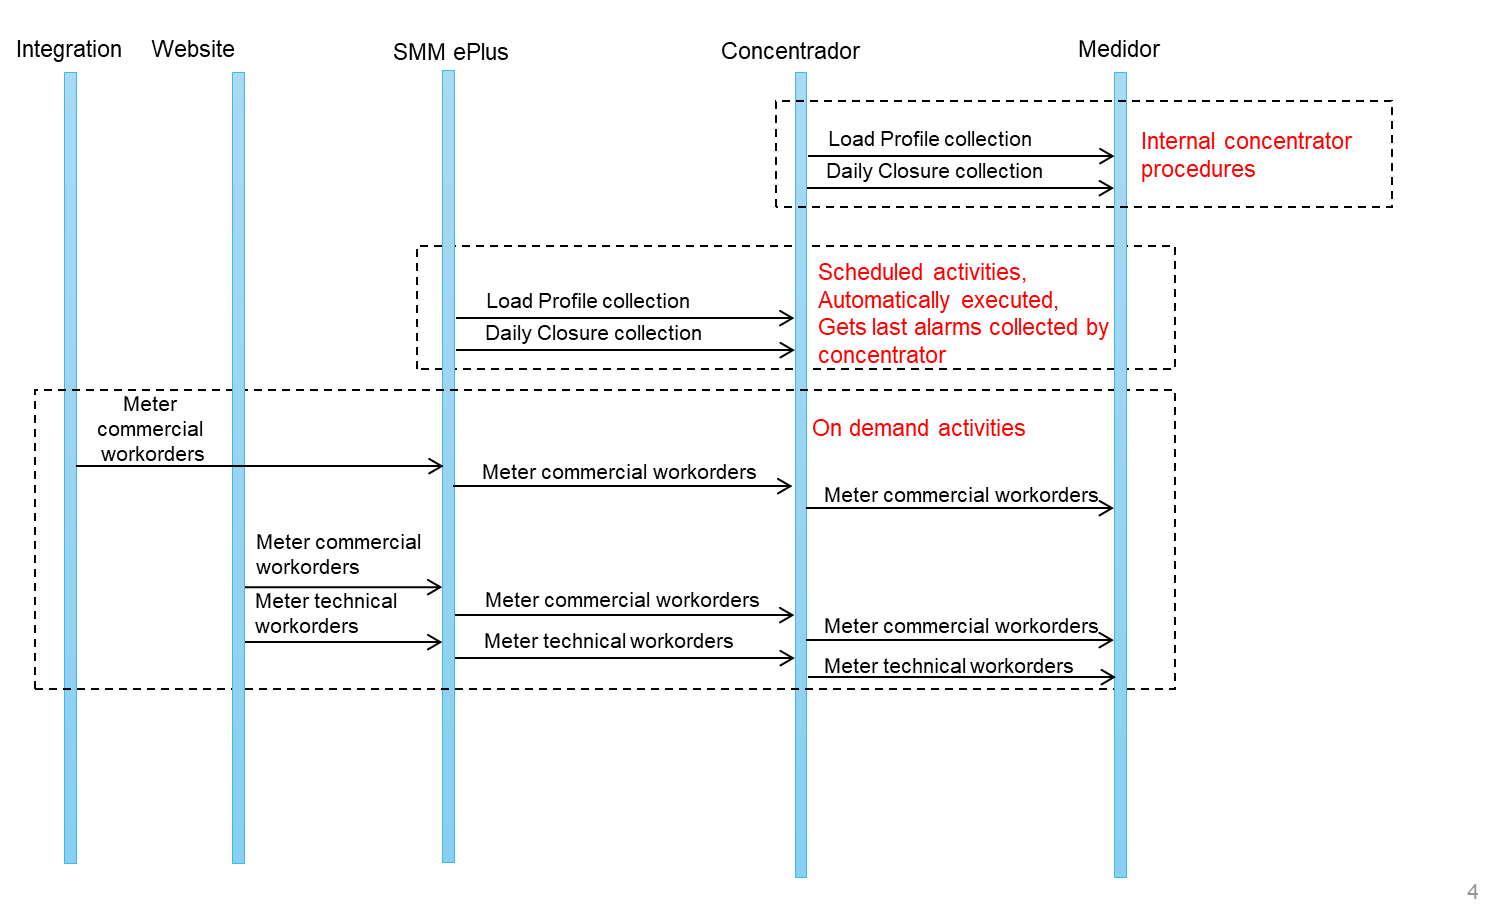 Integration
Website
SMM ePlus
Concentrador
Medidor
Load Profile collection
Daily Closure collection
Internal concentrator
procedures
Load Profile collection
Daily Closure collection
Scheduled activities,
Automatically executed,
Gets last alarms collected by
concentrator
On demand activities
Meter
commercial
workorders
Meter commercial workorders
Meter commercial workorders
Meter commercial
workorders
Meter technical
workorders
Meter commercial workorders
Meter technical workorders
Meter commercial workorders
Meter technical workorders
4